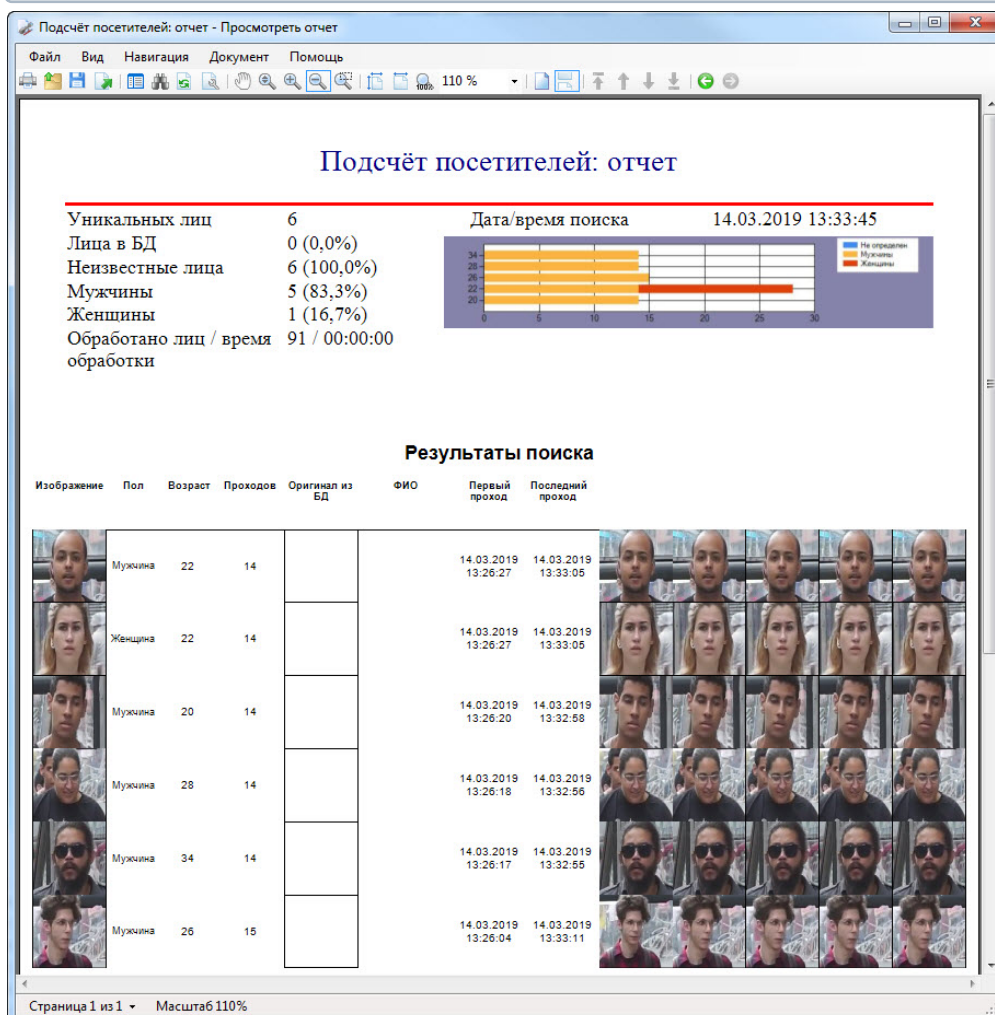 Подсчёт посетителей: отчет - Просмотреть отчет
Файл Вид Навигация Документ Помощь
100% 110 %
Подсчёт посетителей: отчет
Уникальных лиц 6 Дата/время поиска 14.03.2019 13:33:45
Лица в БД 0 (0,0%)
Неизвестные лица 6 (100,0%)
Мужчины 5 (83,3%)
Женщины 1 (16,7%)
Обработано лиц / время 91 / 00:00:00
обработки
34
28
26
22
20
0 5 10 15 20 25 30
Не определен
Мужчины
Женщины
Результаты поиска
Изображение Пол Возраст Проходов Оригинал из ФИО Первый Последний
БД проход проход
Мужчина 22 14 14.03.2019 14.03.2019
13:26:27 13:33:05
Женщина 22 14 14.03.2019 14.03.2019
13:26:27 13:33:05
Мужчина 20 14 14.03.2019 14.03.2019
13:26:20 13:32:58
Мужчина 28 14 14.03.2019 14.03.2019
13:26:18 13:32:56
Мужчина 34 14 14.03.2019 14.03.2019
13:26:17 13:32:55
Мужчина 26 15 14.03.2019 14.03.2019
13:26:04 13:33:11
Страница 1 из 1 Масштаб 110%